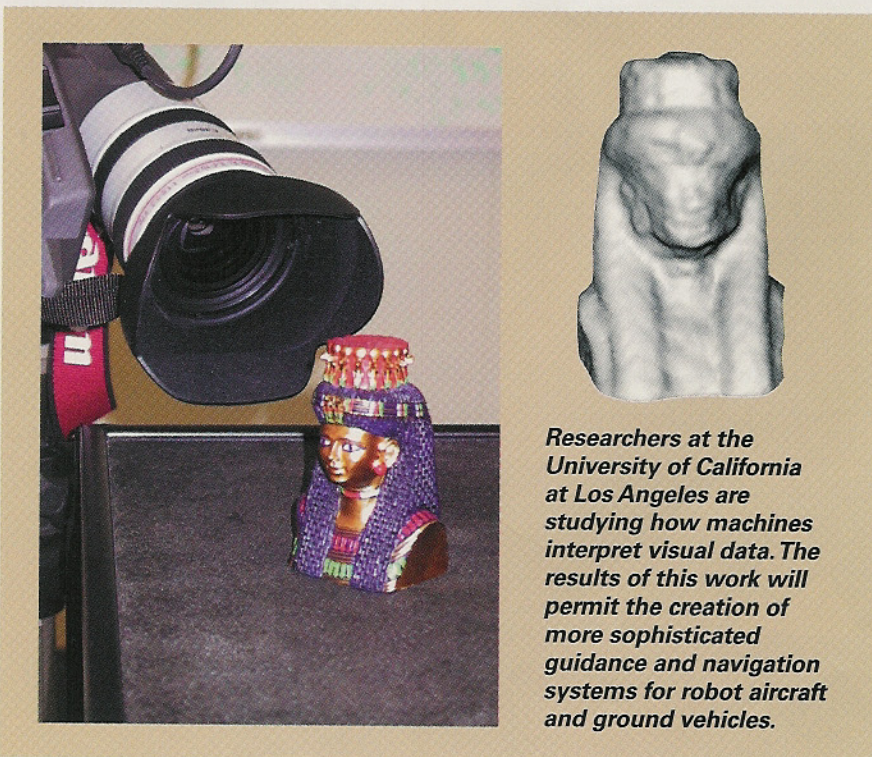 Researchers at the
University of California
at Los Angeles are
studying how machines
interpret visual data. The
results of this work will
permit the creation of
more sophisticated
guidance and navigation
systems for robot aircraft
and ground vehicles.